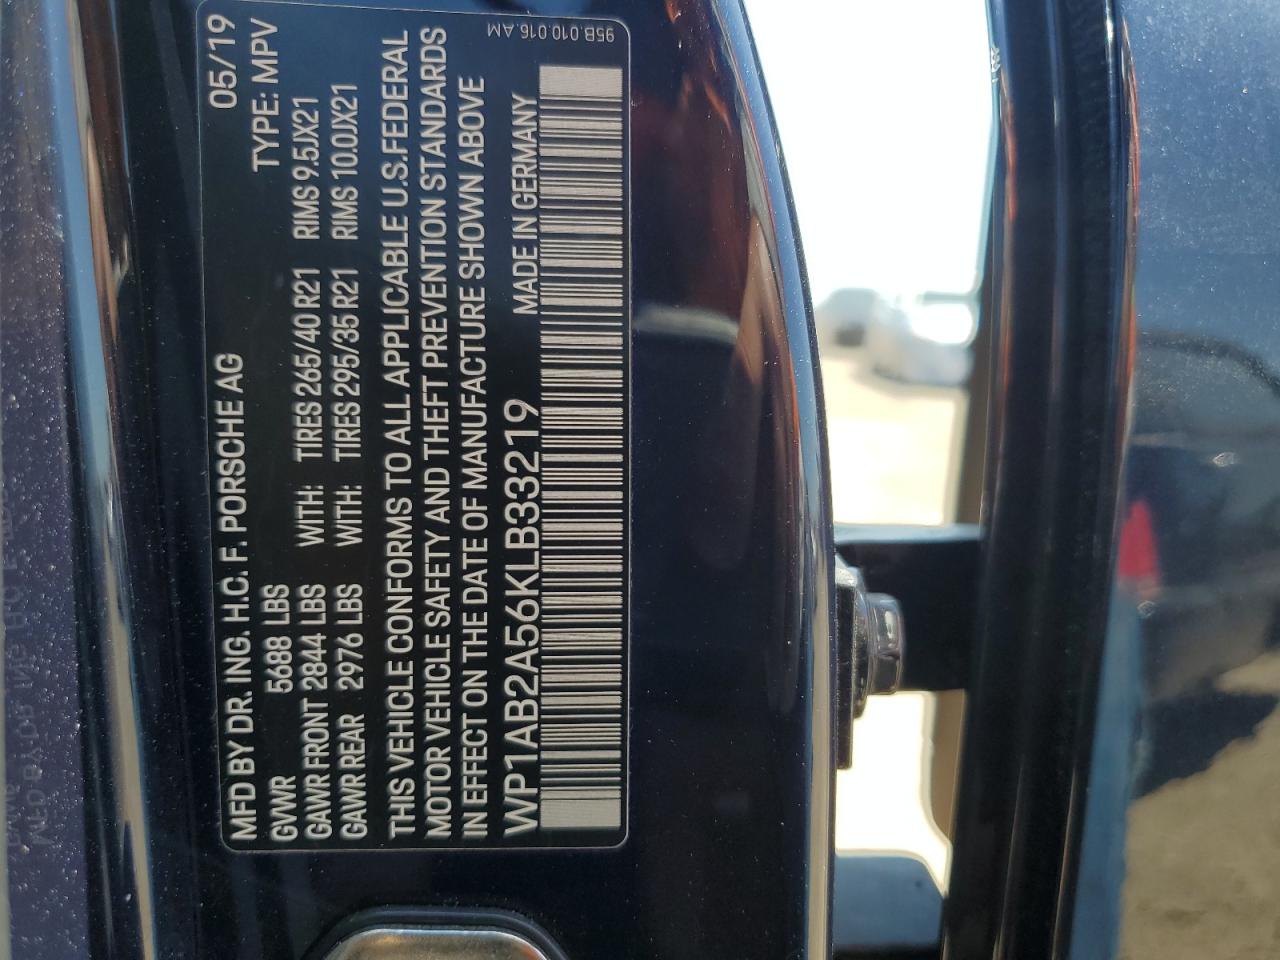 MFD BY DR. ING. H.C. F. PORSCHE AG 05/19
GVWR 5688 LBS TYPE: MPV
GAWR FRONT 2844 LBS WITH: TIRES 265/40 R21 RIMS 9.5JX21
GAWR REAR 2976 LBS WITH: TIRES 295/35 R21 RIMS 10.0JX21
THIS VEHICLE CONFORMS TO ALL APPLICABLE U.S.FEDERAL
MOTOR VEHICLE SAFETY AND THEFT PREVENTION STANDARDS
IN EFFECT ON THE DATE OF MANUFACTURE SHOWN ABOVE
WP1AB2A56KLB33219 MADE IN GERMANY
95B.010.016.AM